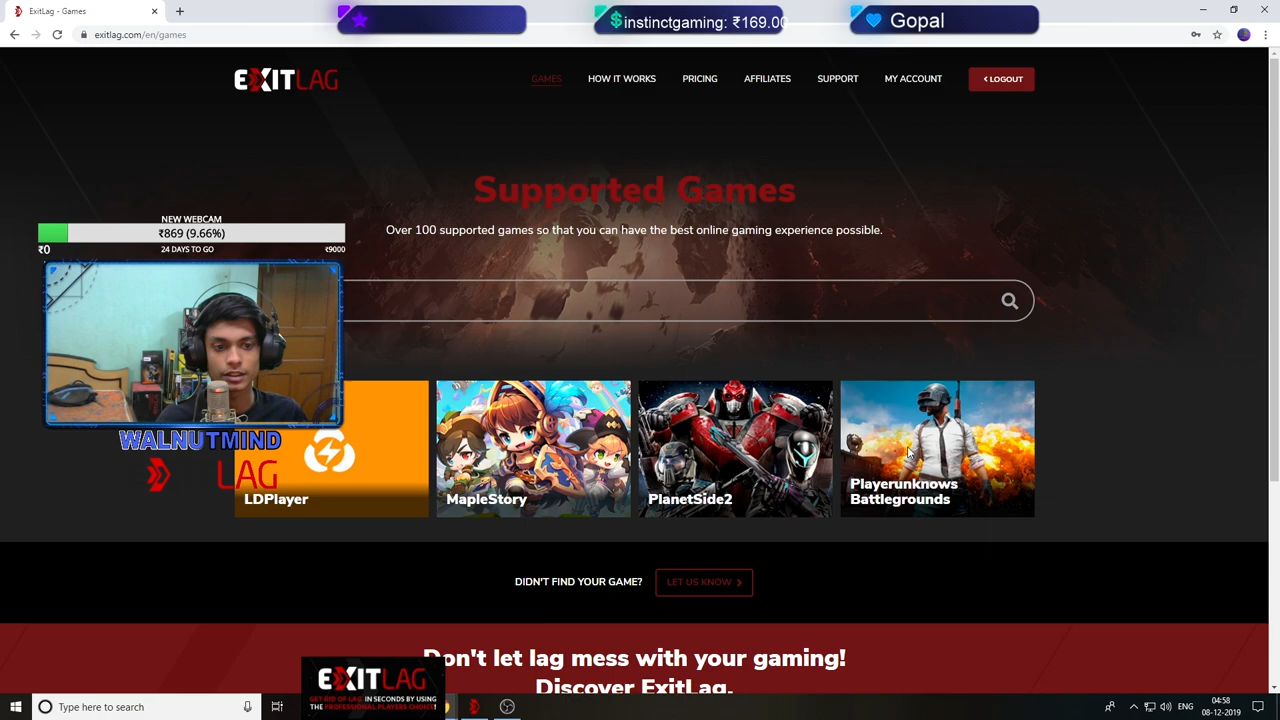 ExitLag - Games
instinctgaming: ₹169.00
Gopal
exitlag.com/en/games
EXITLAG
GAMES
HOW IT WORKS
PRICING
AFFILIATES
SUPPORT
MY ACCOUNT
LOGOUT
Supported Games
Over 100 supported games so that you can have the best online gaming experience possible.
NEW WEBCAM
₹869 (9.66%)
₹0
24 DAYS TO GO
₹9000
WALNUTMIND
LAG
LDPlayer
MapleStory
PlanetSide2
Playerunknows
Battlegrounds
DIDN'T FIND YOUR GAME?
LET US KNOW
Don't let lag mess with your gaming!
Discover ExitLag.
EXITLAG
GET RID OF LAG IN SECONDS BY USING
THE PROFESSIONAL PLAYERS CHOICE!
Type here to search
ENG
04:58
08-12-2019